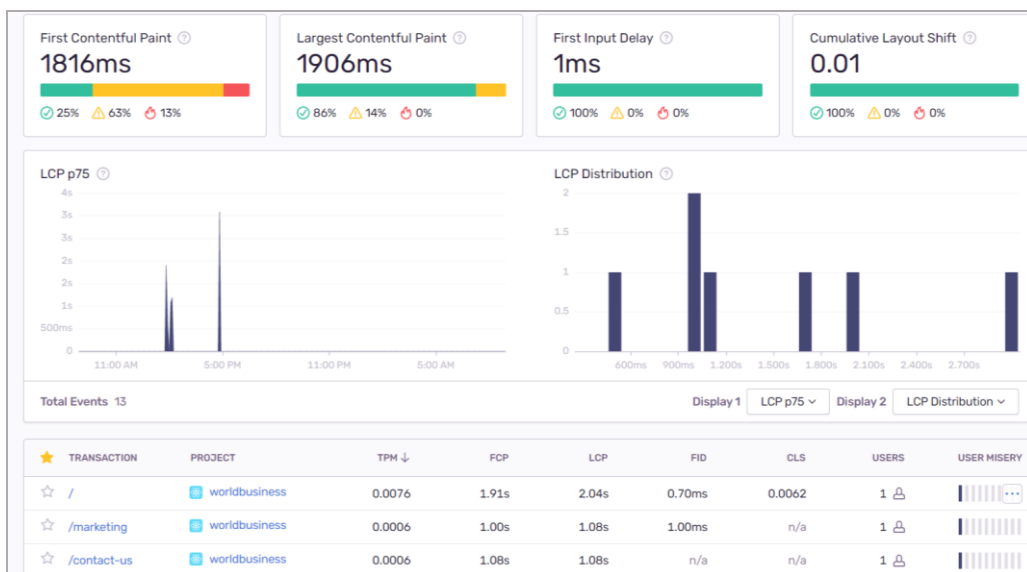 First Contentful Paint
1816ms
25% 63% 13%
Largest Contentful Paint
1906ms
86% 14% 0%
First Input Delay
1ms
100% 0% 0%
Cumulative Layout Shift
0.01
100% 0% 0%
LCP p75
4s
3s
3s
2s
2s
1s
500ms
0
11:00 AM 5:00 PM 11:00 PM 5:00 AM
LCP Distribution
2
1.5
1
0.5
0
600ms 900ms 1.200s 1.500s 1.800s 2.100s 2.400s 2.700s
Total Events 13
Display 1 LCP p75 Display 2 LCP Distribution
TRANSACTION PROJECT TPM FCP LCP FID CLS USERS USER MISERY
/ worldbusiness 0.0076 1.91s 2.04s 0.70ms 0.0062 1
/marketing worldbusiness 0.0006 1.00s 1.08s 1.00ms n/a 1
/contact-us worldbusiness 0.0006 1.08s 1.08s n/a n/a 1